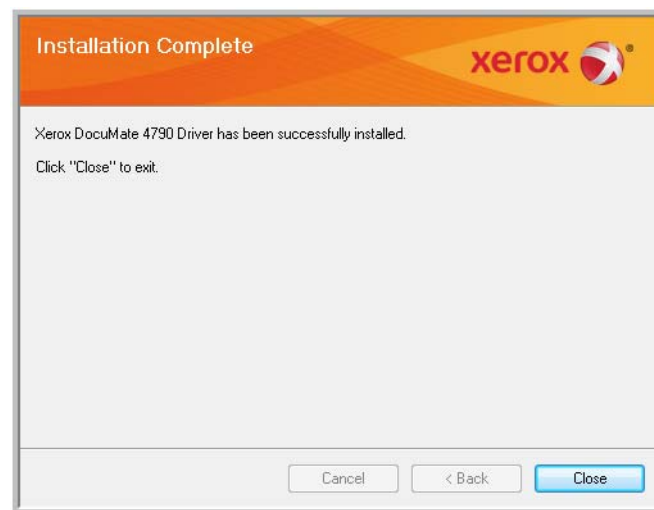 Installation Complete
xerox
Xerox DocuMate 4790 Driver has been successfully installed.
Click "Close" to exit.
Cancel
< Back
Close